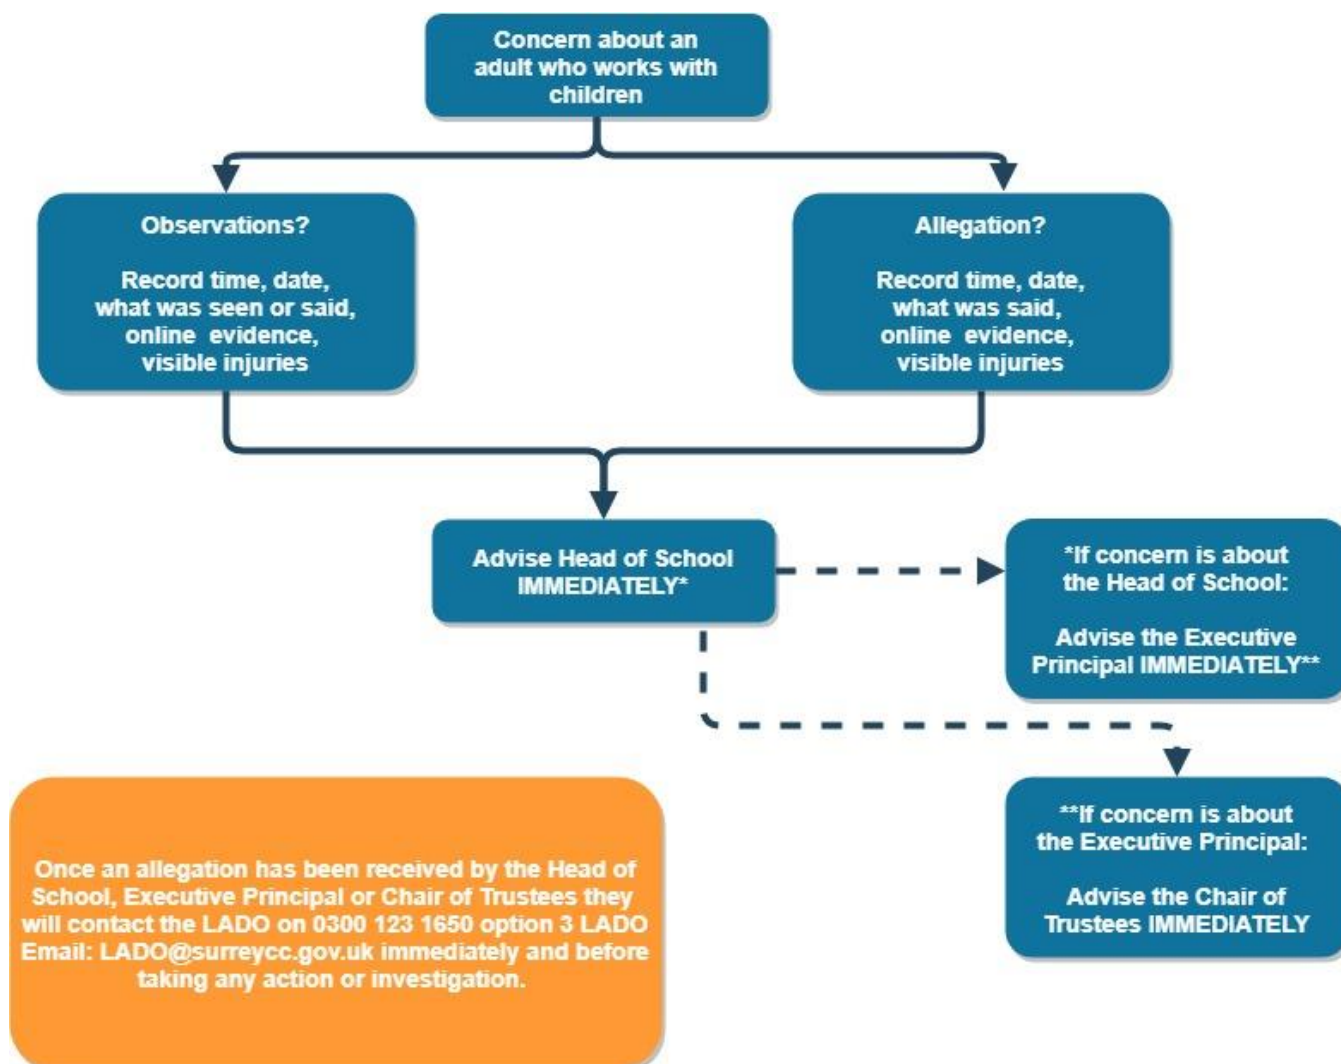 Concern about an
adult who works with
children
Observations?
Record time, date,
what was seen or said,
online evidence,
visible injuries
Allegation?
Record time, date,
what was said,
online evidence,
visible injuries
Advise Head of School
IMMEDIATELY*
*If concern is about
the Head of School:
Advise the Executive
Principal IMMEDIATELY**
**If concern is about
the Executive Principal:
Advise the Chair of
Trustees IMMEDIATELY
Once an allegation has been received by the Head of
School, Executive Principal or Chair of Trustees they
will contact the LADO on 0300 123 1650 option 3 LADO
Email: LADO@surreycc.gov.uk immediately and before
taking any action or investigation.